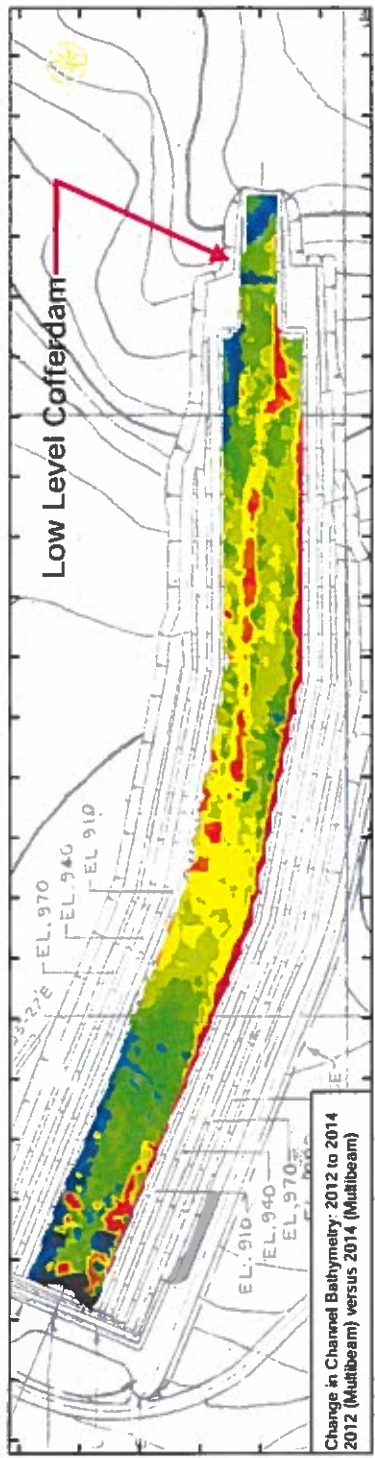 Low Level Cofferdam
EL.970
EL.940
EL.910
EL.910
EL.940
EL.970
Change in Channel Bathymetry: 2012 to 2014
2012 (Multibeam) versus 2014 (Multibeam)